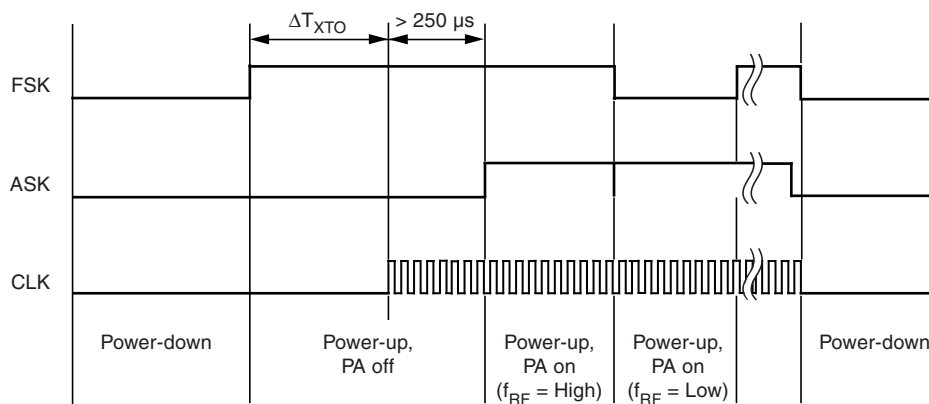 ΔT_XTO
> 250 µs
FSK
ASK
CLK
Power-down
Power-up,
PA off
Power-up,
PA on
(f_RF = High)
Power-up,
PA on
(f_RF = Low)
Power-down